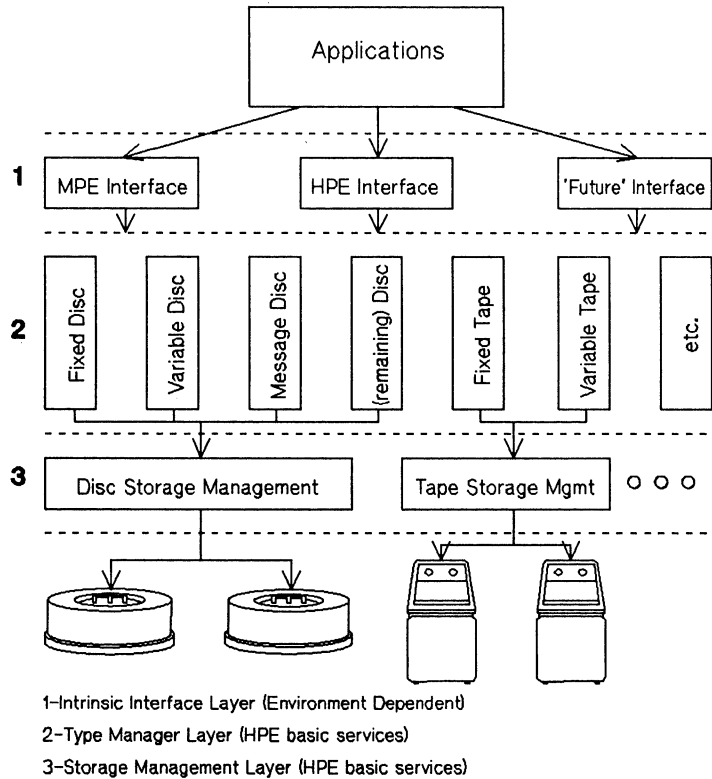 Applications
1
MPE Interface
HPE Interface
'Future' Interface
2
Fixed Disc
Variable Disc
Message Disc
(remaining) Disc
Fixed Tape
Variable Tape
etc.
3
Disc Storage Management
Tape Storage Mgmt
1-Intrinsic Interface Layer (Environment Dependent)
2-Type Manager Layer (HPE basic services)
3-Storage Management Layer (HPE basic services)